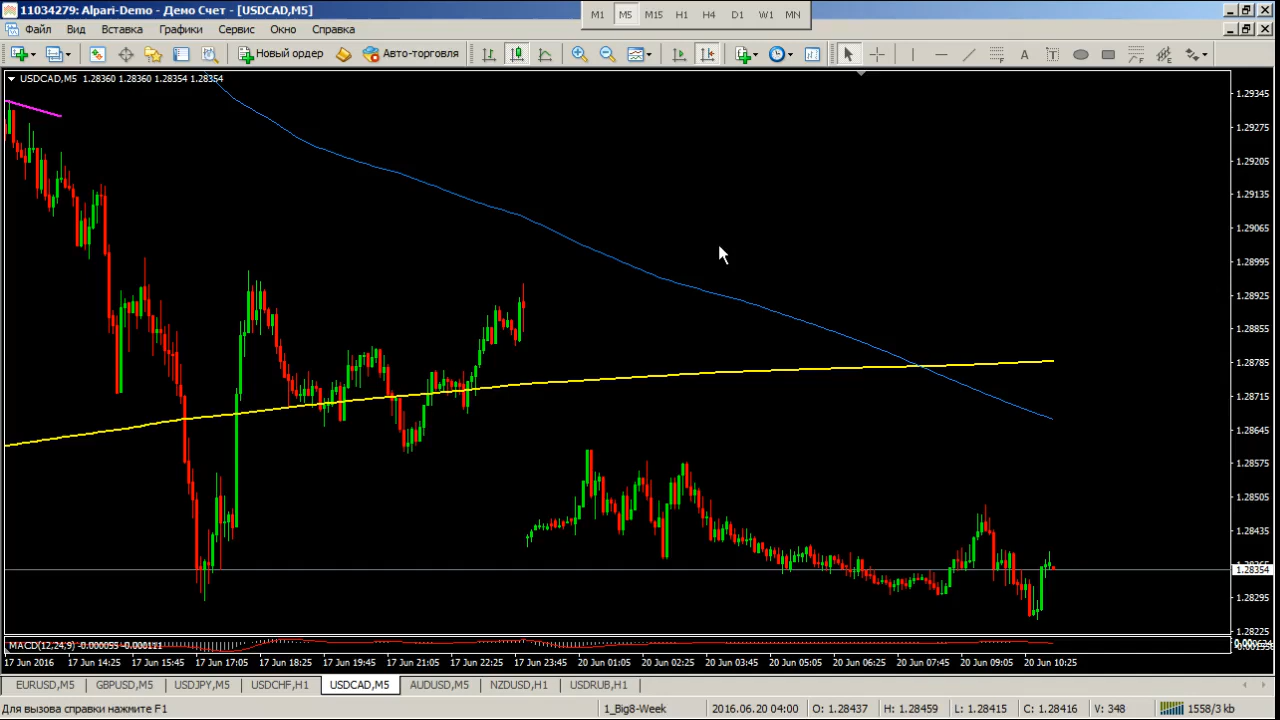 11034279: Alpari-Demo - Демо Счет - [USDCAD,M5]
M1 M5 M15 H1 H4 D1 W1 MN
Файл Вид Вставка Графики Сервис Окно Справка
Новый ордер Авто-торговля
USDCAD,M5 1.28360 1.28360 1.28354 1.28354
1.29345
1.29275
1.29205
1.29135
1.29065
1.28995
1.28925
1.28855
1.28785
1.28715
1.28645
1.28575
1.28505
1.28435
1.28354
1.28295
1.28225
MACD(12,24,9) -0.000055 -0.000111
17 Jun 2016 17 Jun 14:25 17 Jun 15:45 17 Jun 17:05 17 Jun 18:25 17 Jun 19:45 17 Jun 21:05 17 Jun 22:25 17 Jun 23:45 20 Jun 01:05 20 Jun 02:25 20 Jun 03:45 20 Jun 05:05 20 Jun 06:25 20 Jun 07:45 20 Jun 09:05 20 Jun 10:25
EURUSD,M5 GBPUSD,M5 USDJPY,M5 USDCHF,H1 USDCAD,M5 AUDUSD,M5 NZDUSD,H1 USDRUB,H1
Для вызова справки нажмите F1 1_Big8-Week 2016.06.20 04:00 O: 1.28437 H: 1.28459 L: 1.28415 C: 1.28416 V: 348 1558/3 kb